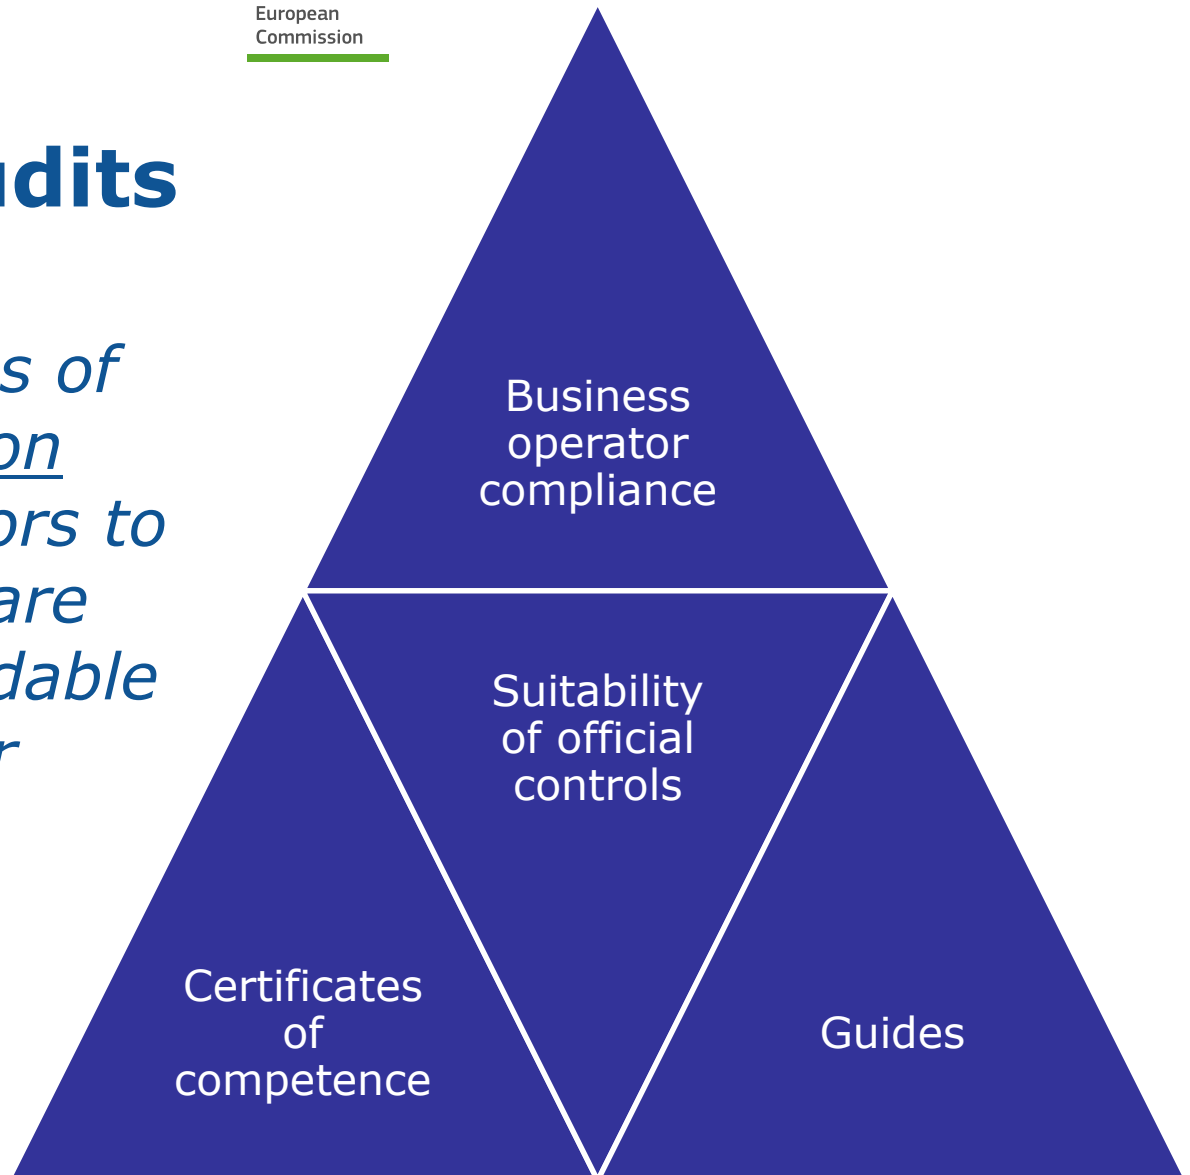 European
Commission
udits
s of
on
ors to
are
dable
r
Business
operator
compliance
Suitability
of official
controls
Certificates
of
competence
Guides